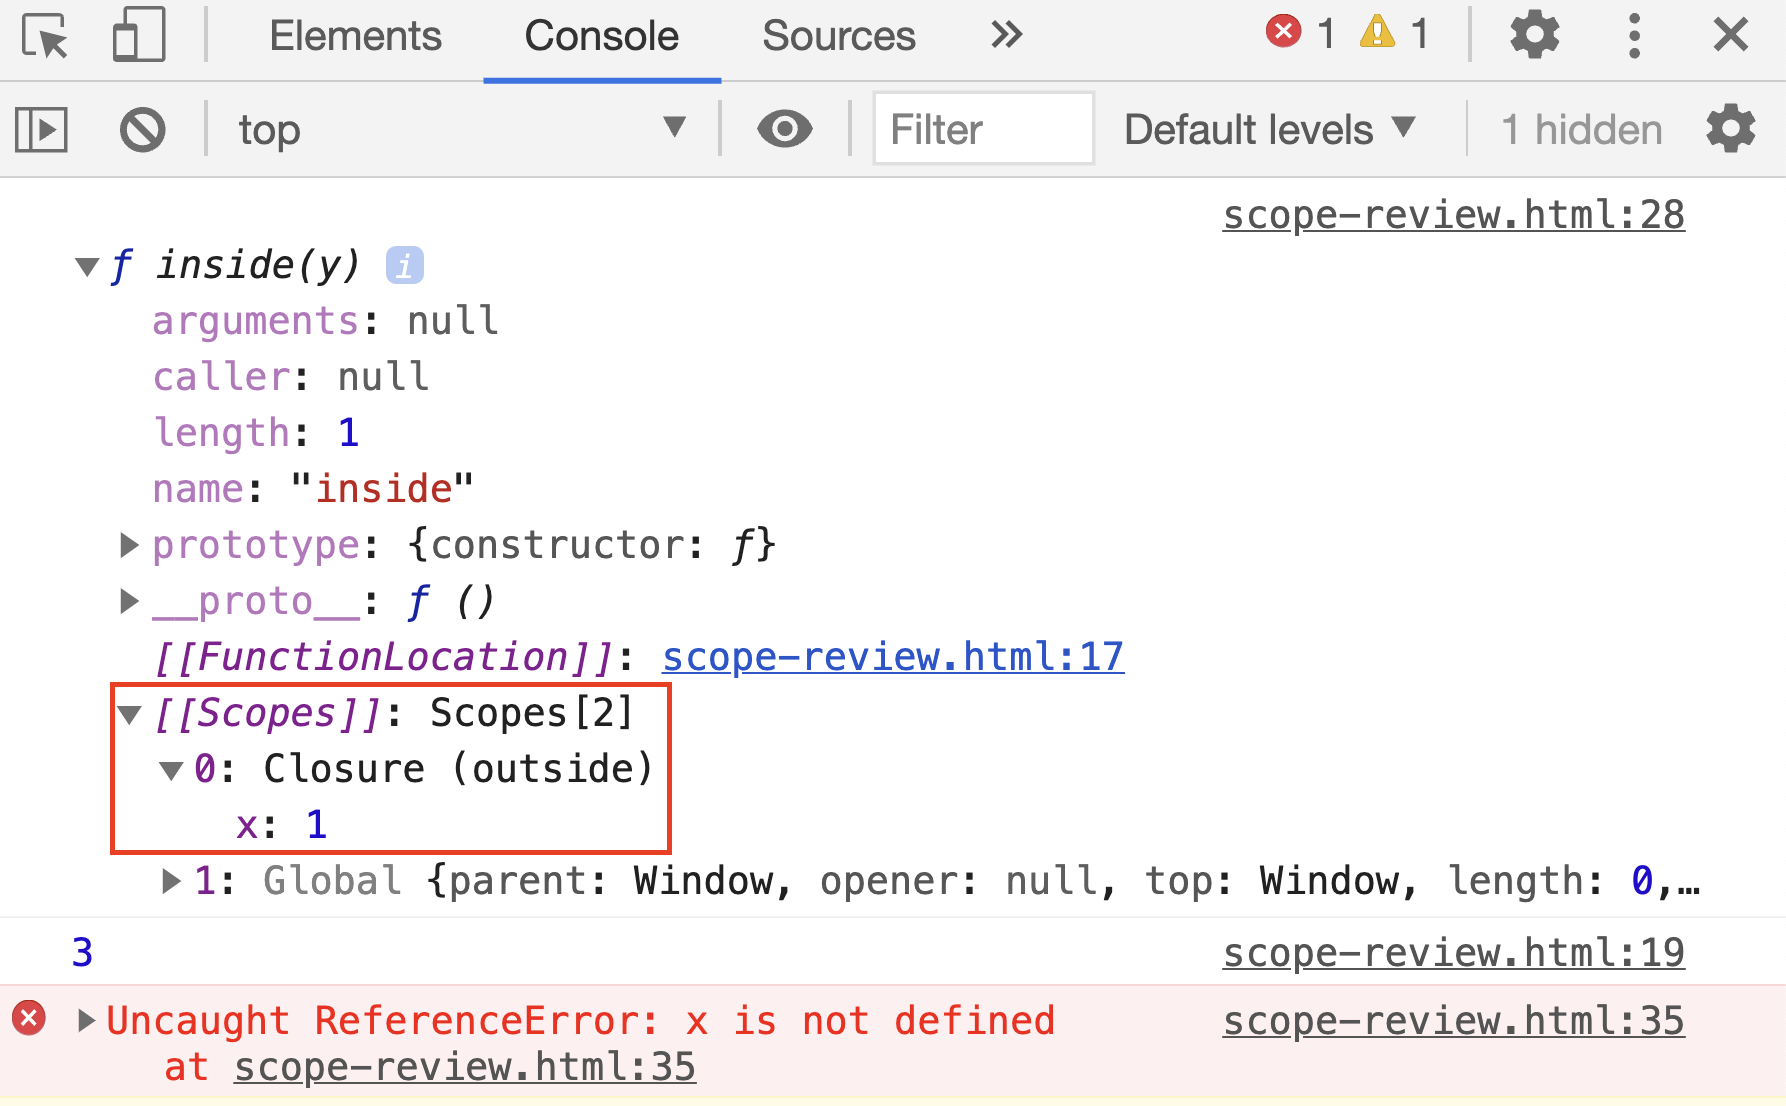 Elements Console Sources » 1 1
top Filter Default levels 1 hidden
scope-review.html:28
ƒ inside(y) i
arguments: null
caller: null
length: 1
name: "inside"
prototype: {constructor: ƒ}
__proto__: ƒ ()
[[FunctionLocation]]: scope-review.html:17
[[Scopes]]: Scopes[2]
0: Closure (outside)
x: 1
1: Global {parent: Window, opener: null, top: Window, length: 0,…
3 scope-review.html:19
Uncaught ReferenceError: x is not defined scope-review.html:35
at scope-review.html:35